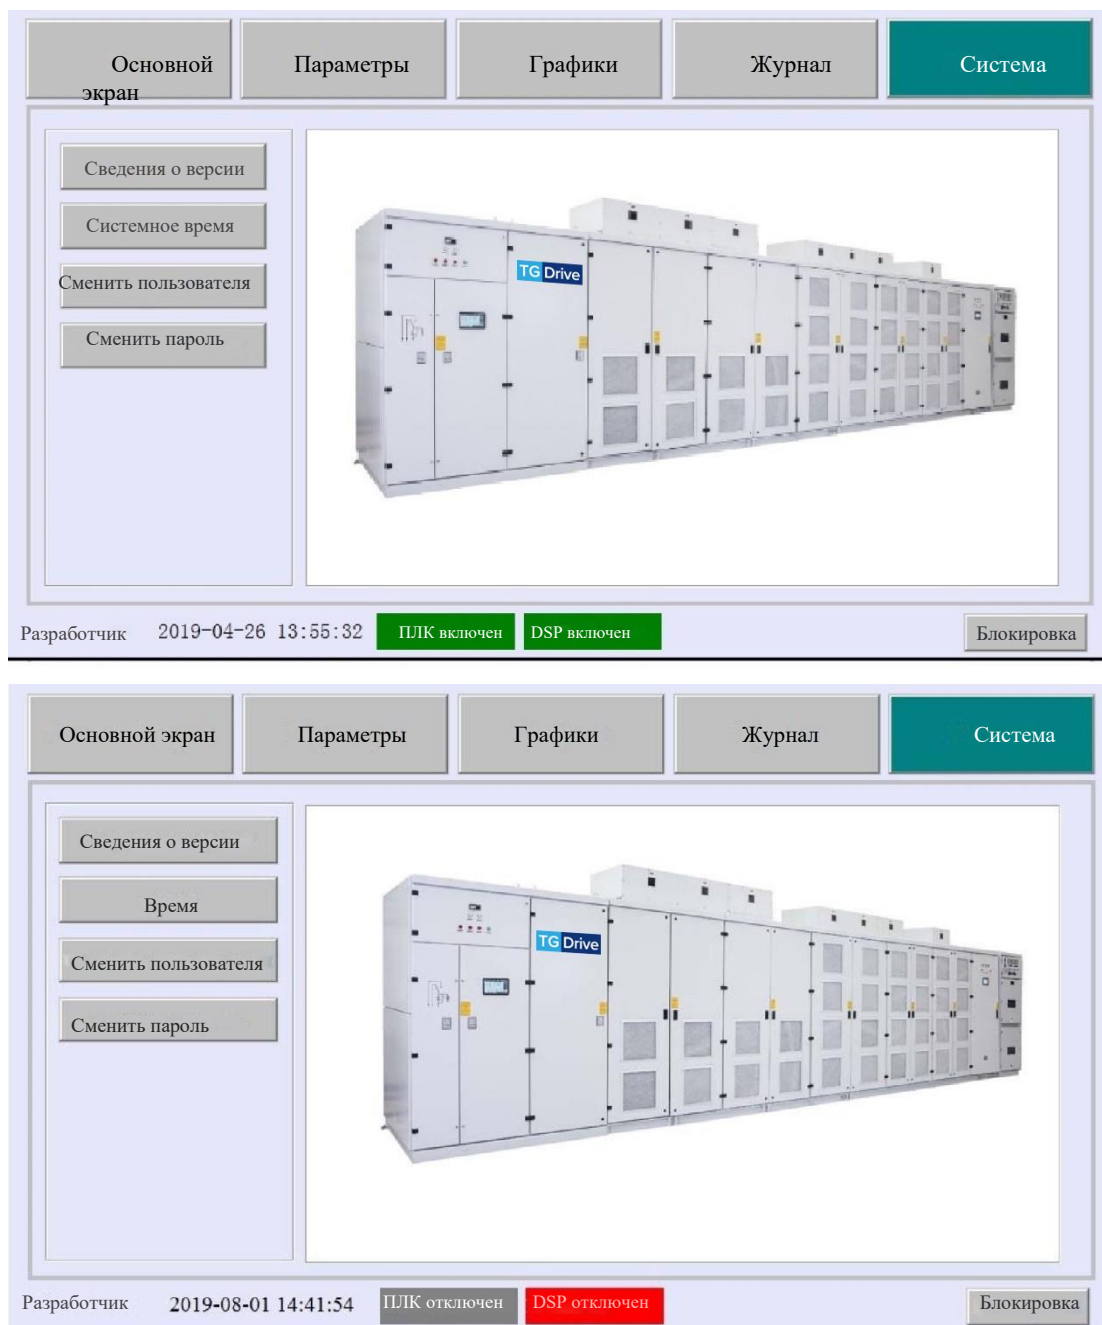 Основной экран
Параметры
Графики
Журнал
Система
Сведения о версии
Системное время
Сменить пользователя
Сменить пароль
TG Drive
Разработчик
2019-04-26 13:55:32
ПЛК включен
DSP включен
Блокировка
Основной экран
Параметры
Графики
Журнал
Система
Сведения о версии
Время
Сменить пользователя
Сменить пароль
TG Drive
Разработчик
2019-08-01 14:41:54
ПЛК отключен
DSP отключен
Блокировка